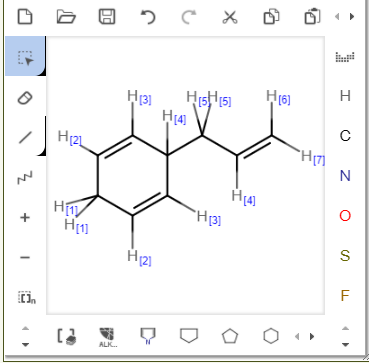 H[3]
H[5] H[5]
H[6]
H[4]
H[2]
H[7]
H[4]
H[1]
H[1]
H[3]
H[2]
H
C
N
O
S
F
+
−
[ ]n
ALK...
N